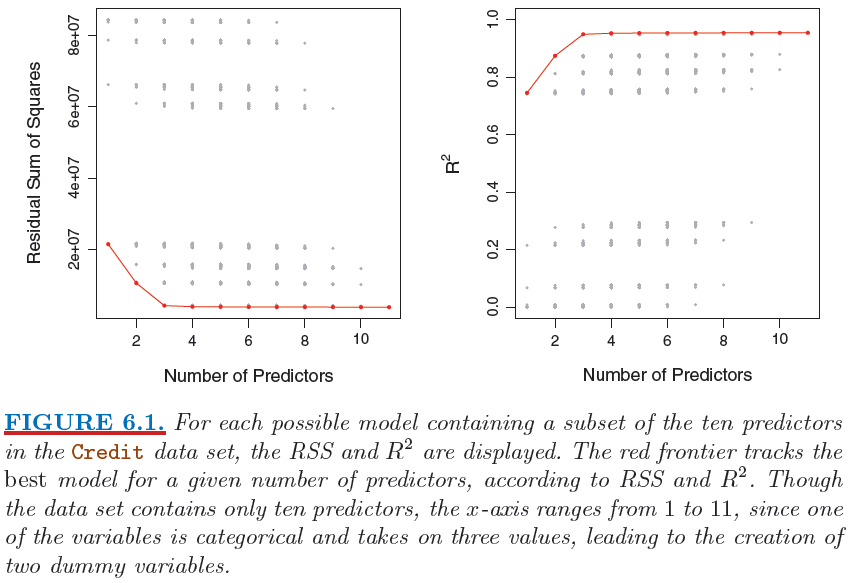 Residual Sum of Squares
8e+07
6e+07
4e+07
2e+07
2 4 6 8 10
Number of Predictors
R²
1.0
0.8
0.6
0.4
0.2
0.0
2 4 6 8 10
Number of Predictors
FIGURE 6.1. For each possible model containing a subset of the ten predictors
in the Credit data set, the RSS and R² are displayed. The red frontier tracks the
best model for a given number of predictors, according to RSS and R². Though
the data set contains only ten predictors, the x-axis ranges from 1 to 11, since one
of the variables is categorical and takes on three values, leading to the creation of
two dummy variables.